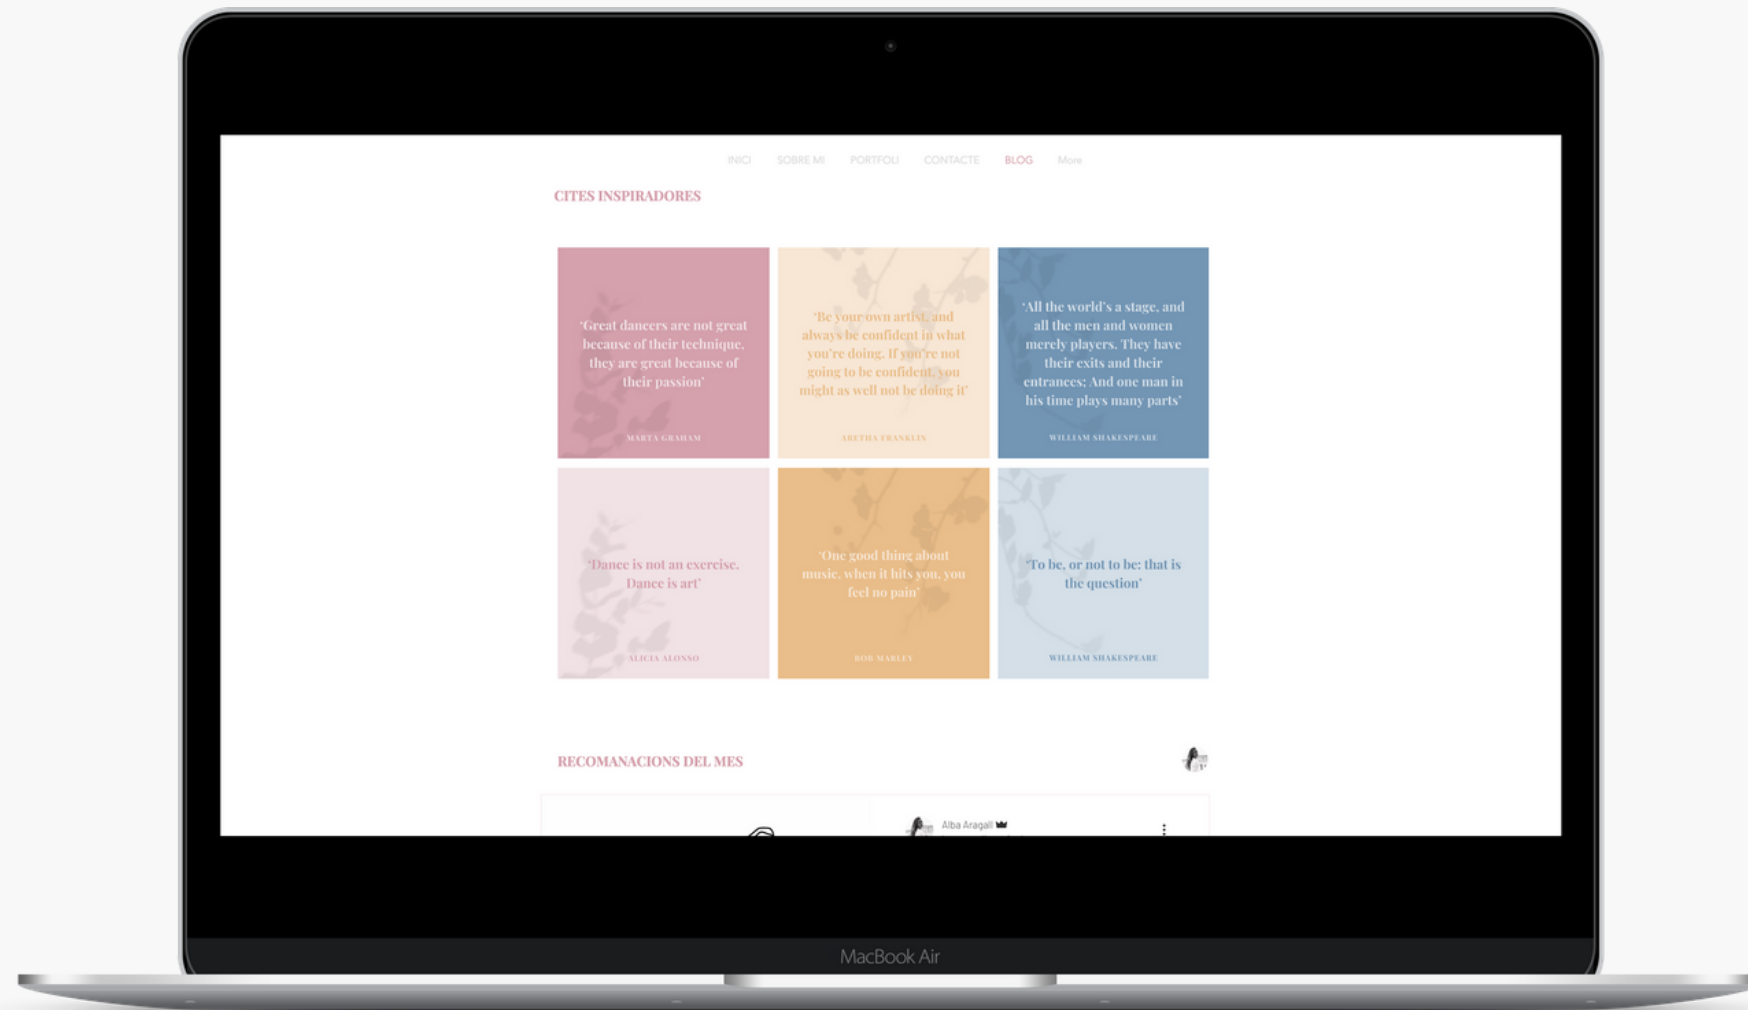 INICI SOBRE MI PORTFOLI CONTACTE BLOG More
CITES INSPIRADORES
‘Great dancers are not great
because of their technique,
they are great because of
their passion’
MARTA GRAHAM
‘Be your own artist, and
always be confident in what
you’re doing. If you’re not
going to be confident, you
might as well not be doing it’
ARETHA FRANKLIN
‘All the world’s a stage, and
all the men and women
merely players. They have
their exits and their
entrances; And one man in
his time plays many parts’
WILLIAM SHAKESPEARE
‘Dance is not an exercise.
Dance is art’
ALICIA ALONSO
‘One good thing about
music, when it hits you, you
feel no pain’
BOB MARLEY
‘To be, or not to be: that is
the question’
WILLIAM SHAKESPEARE
RECOMANACIONS DEL MES
Alba Aragall
MacBook Air